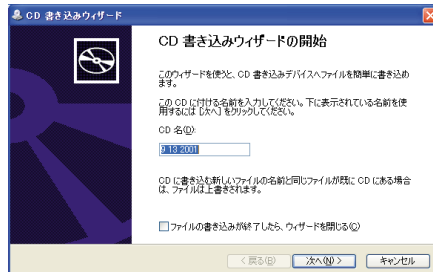 CD 書き込みウィザード
CD 書き込みウィザードの開始
このウィザードを使うと、CD 書き込みデバイスへファイルを簡単に書き込め
ます。
この CD に付ける名前を入力してください。下に表示されている名前を使
用するには [次へ] をクリックしてください。
CD 名(D):
9 13 2001
CD に書き込む新しいファイルの名前と同じファイルが既に CD にある場合
は、ファイルは上書きされます。
ファイルの書き込みが終了したら、ウィザードを閉じる(C)
< 戻る(B)
次へ(N) >
キャンセル